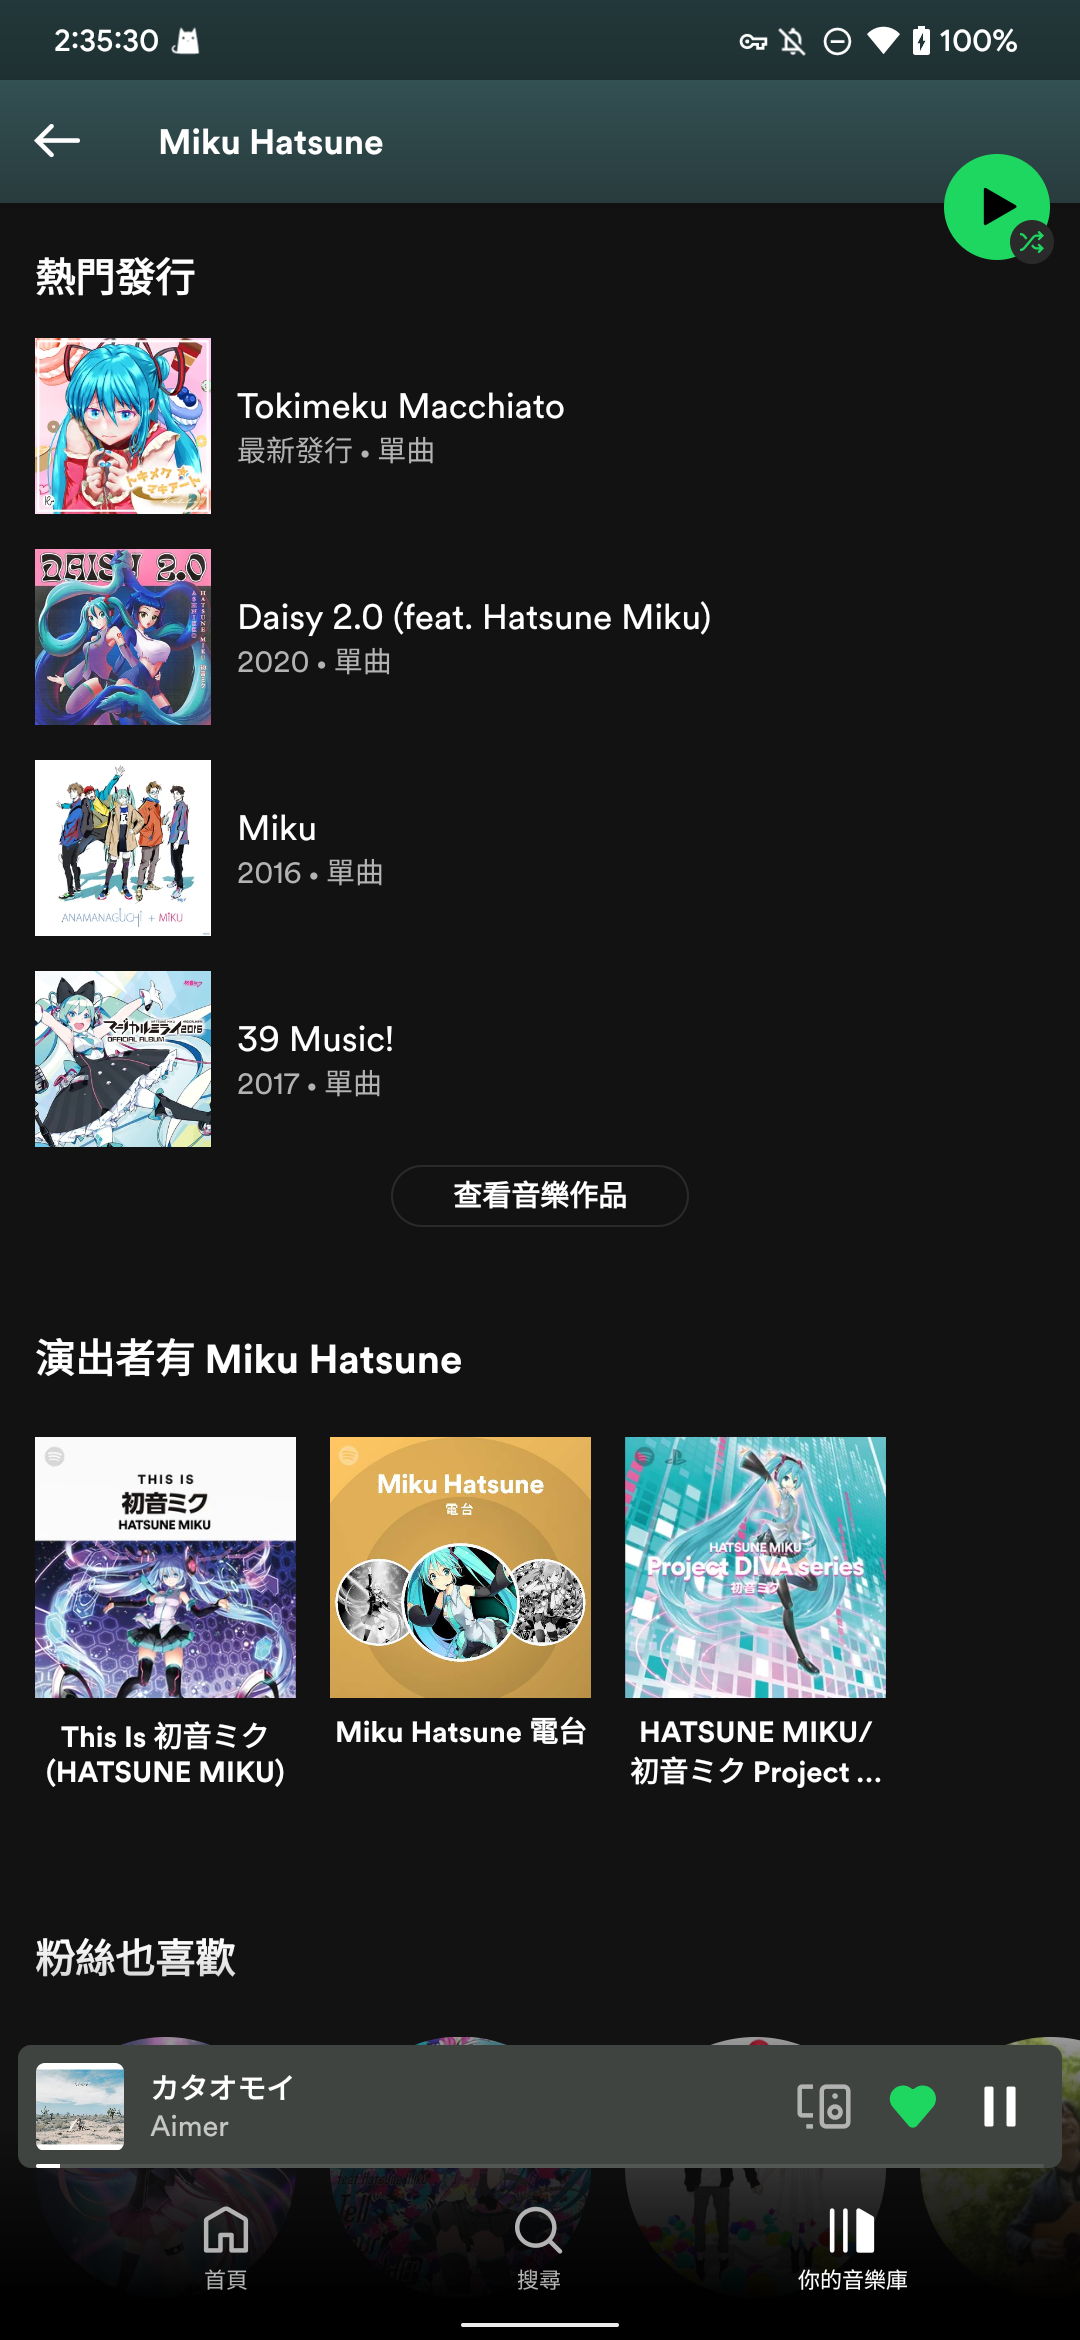 2:35:30
100%
Miku Hatsune
熱門發行
トキメク
マキアート
Tokimeku Macchiato
最新發行 • 單曲
DAISY 2.0
HATSUNE MIKU
Daisy 2.0 (feat. Hatsune Miku)
2020 • 單曲
ANAMANAGUCHI + MIKU
Miku
2016 • 單曲
マジカルミライ2016
OFFICIAL ALBUM
39 Music!
2017 • 單曲
查看音樂作品
演出者有 Miku Hatsune
THIS IS
初音ミク
HATSUNE MIKU
Miku Hatsune
電台
HATSUNE MIKU
Project DIVA series
初音ミク
This Is 初音ミク
(HATSUNE MIKU)
Miku Hatsune 電台
HATSUNE MIKU/
初音ミク Project ...
粉絲也喜歡
カタオモイ
Aimer
首頁
搜尋
你的音樂庫